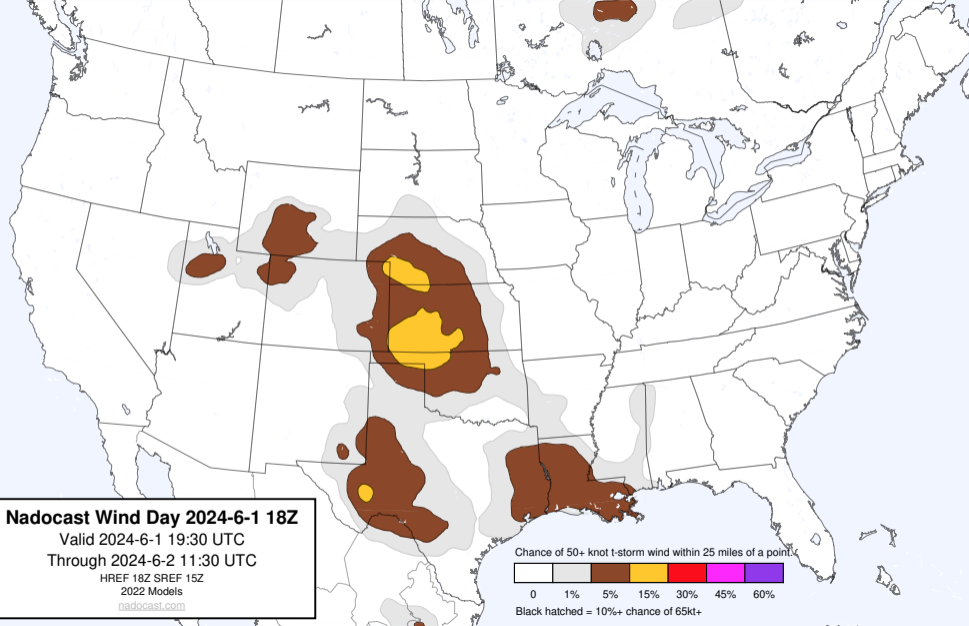 Nadocast Wind Day 2024-6-1 18Z
Valid 2024-6-1 19:30 UTC
Through 2024-6-2 11:30 UTC
HREF 18Z SREF 15Z
2022 Models
nadocast.com
Chance of 50+ knot t-storm wind within 25 miles of a point.
0 1% 5% 15% 30% 45% 60%
Black hatched = 10%+ chance of 65kt+